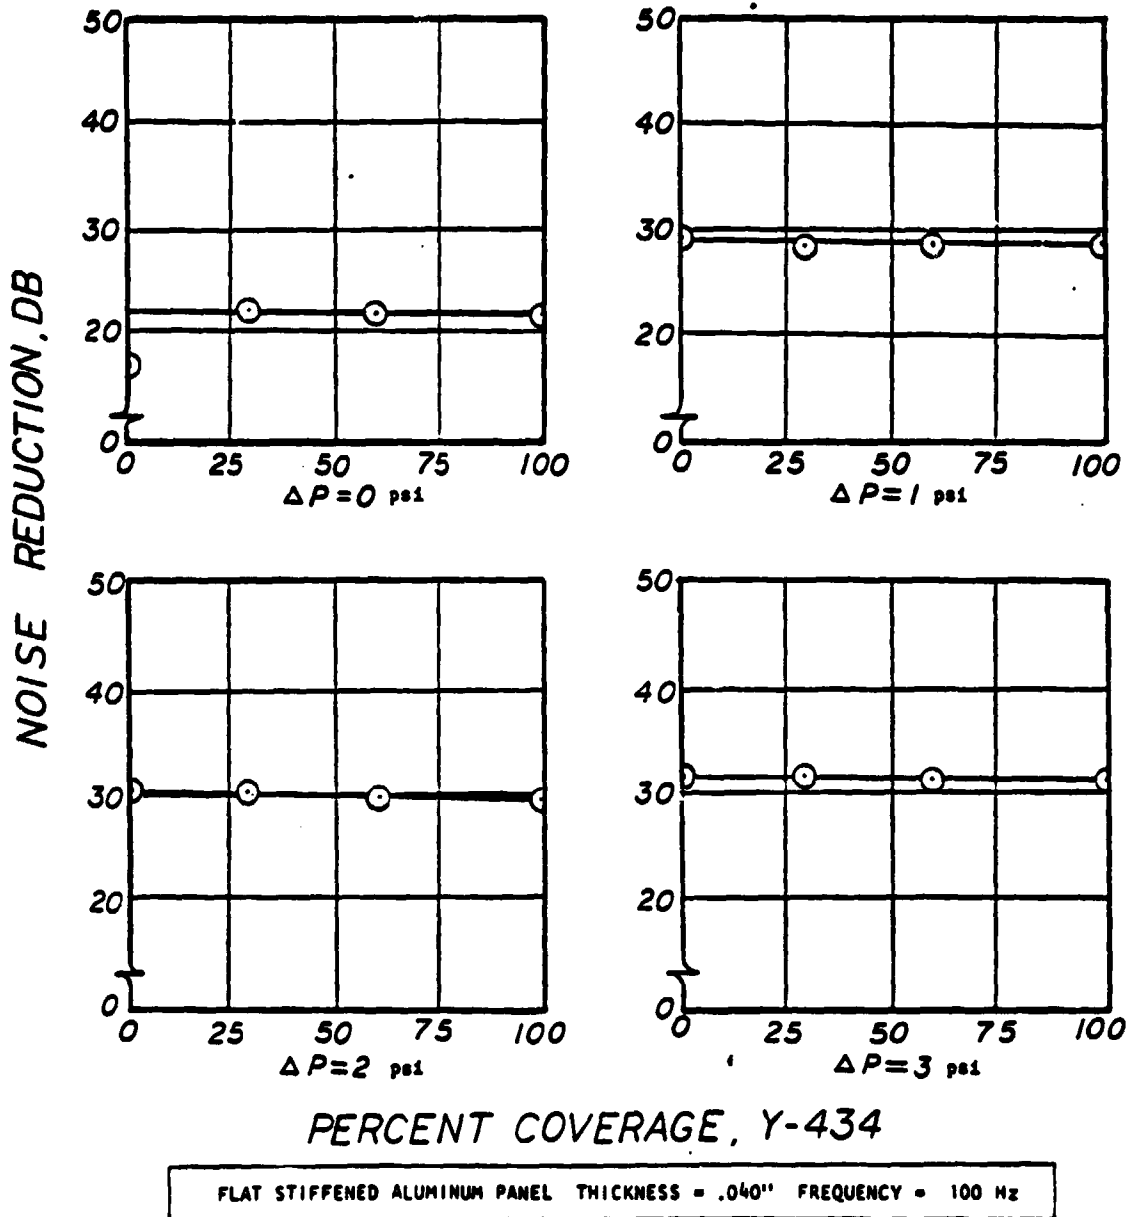 NOISE REDUCTION, DB
50
40
30
20
0
0 25 50 75 100
ΔP=0 psi
50
40
30
20
0
0 25 50 75 100
ΔP=1 psi
50
40
30
20
0
0 25 50 75 100
ΔP=2 psi
50
40
30
20
0
0 25 50 75 100
ΔP=3 psi
PERCENT COVERAGE, Y-434
FLAT STIFFENED ALUMINUM PANEL THICKNESS = .040" FREQUENCY = 100 Hz